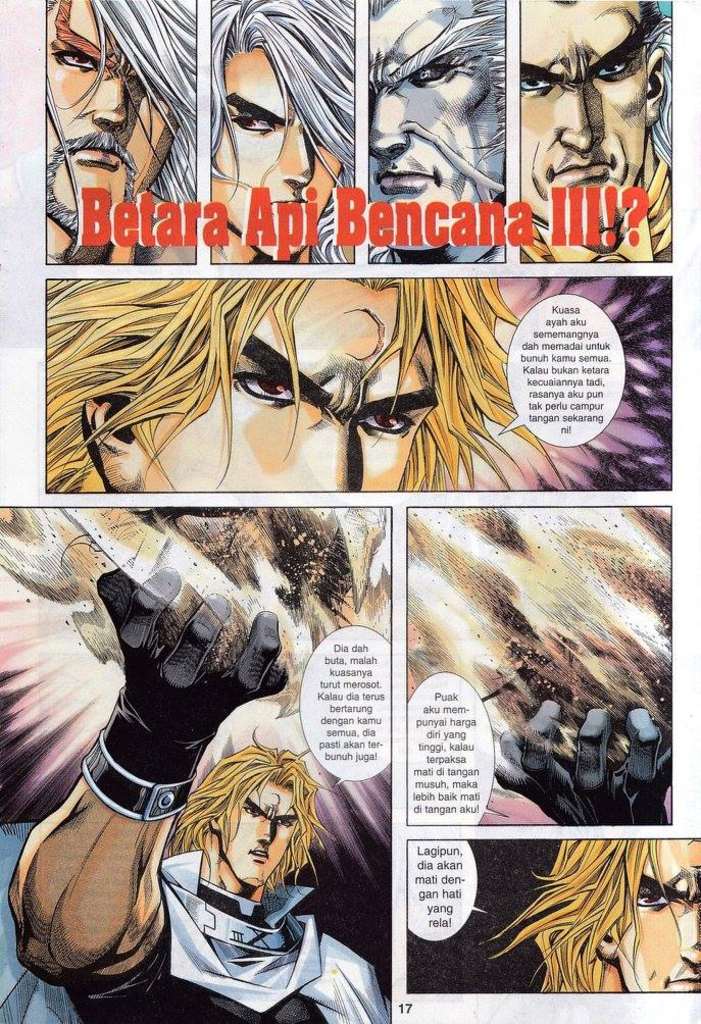 Betara Api Bencana III!?
Kuasa
ayah aku
sememangnya
dah memadai untuk
bunuh kamu semua.
Kalau bukan ketara
kecuaiannya tadi,
rasanya aku pun
tak perlu campur
tangan sekarang
ni!
Dia dah
buta, malah
kuasanya
turut merosot.
Kalau dia terus
bertarung
dengan kamu
semua, dia
pasti akan ter-
bunuh juga!
Puak
aku mem-
punyai harga
diri yang
tinggi, kalau
terpaksa
mati di tangan
musuh, maka
lebih baik mati
di tangan aku!
III
Lagipun,
dia akan
mati den-
gan hati
yang
rela!
17